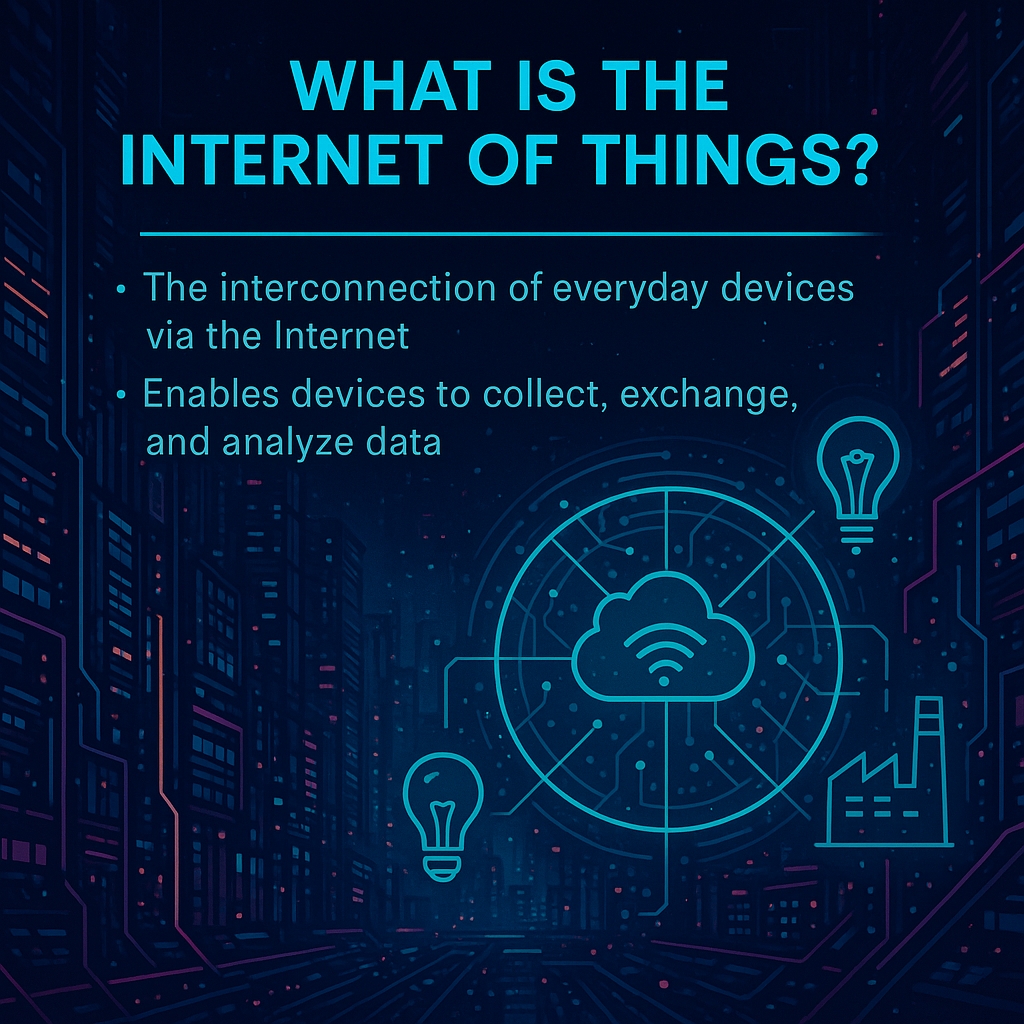 WHAT IS THE
INTERNET OF THINGS?
• The interconnection of everyday devices
via the Internet
• Enables devices to collect, exchange,
and analyze data